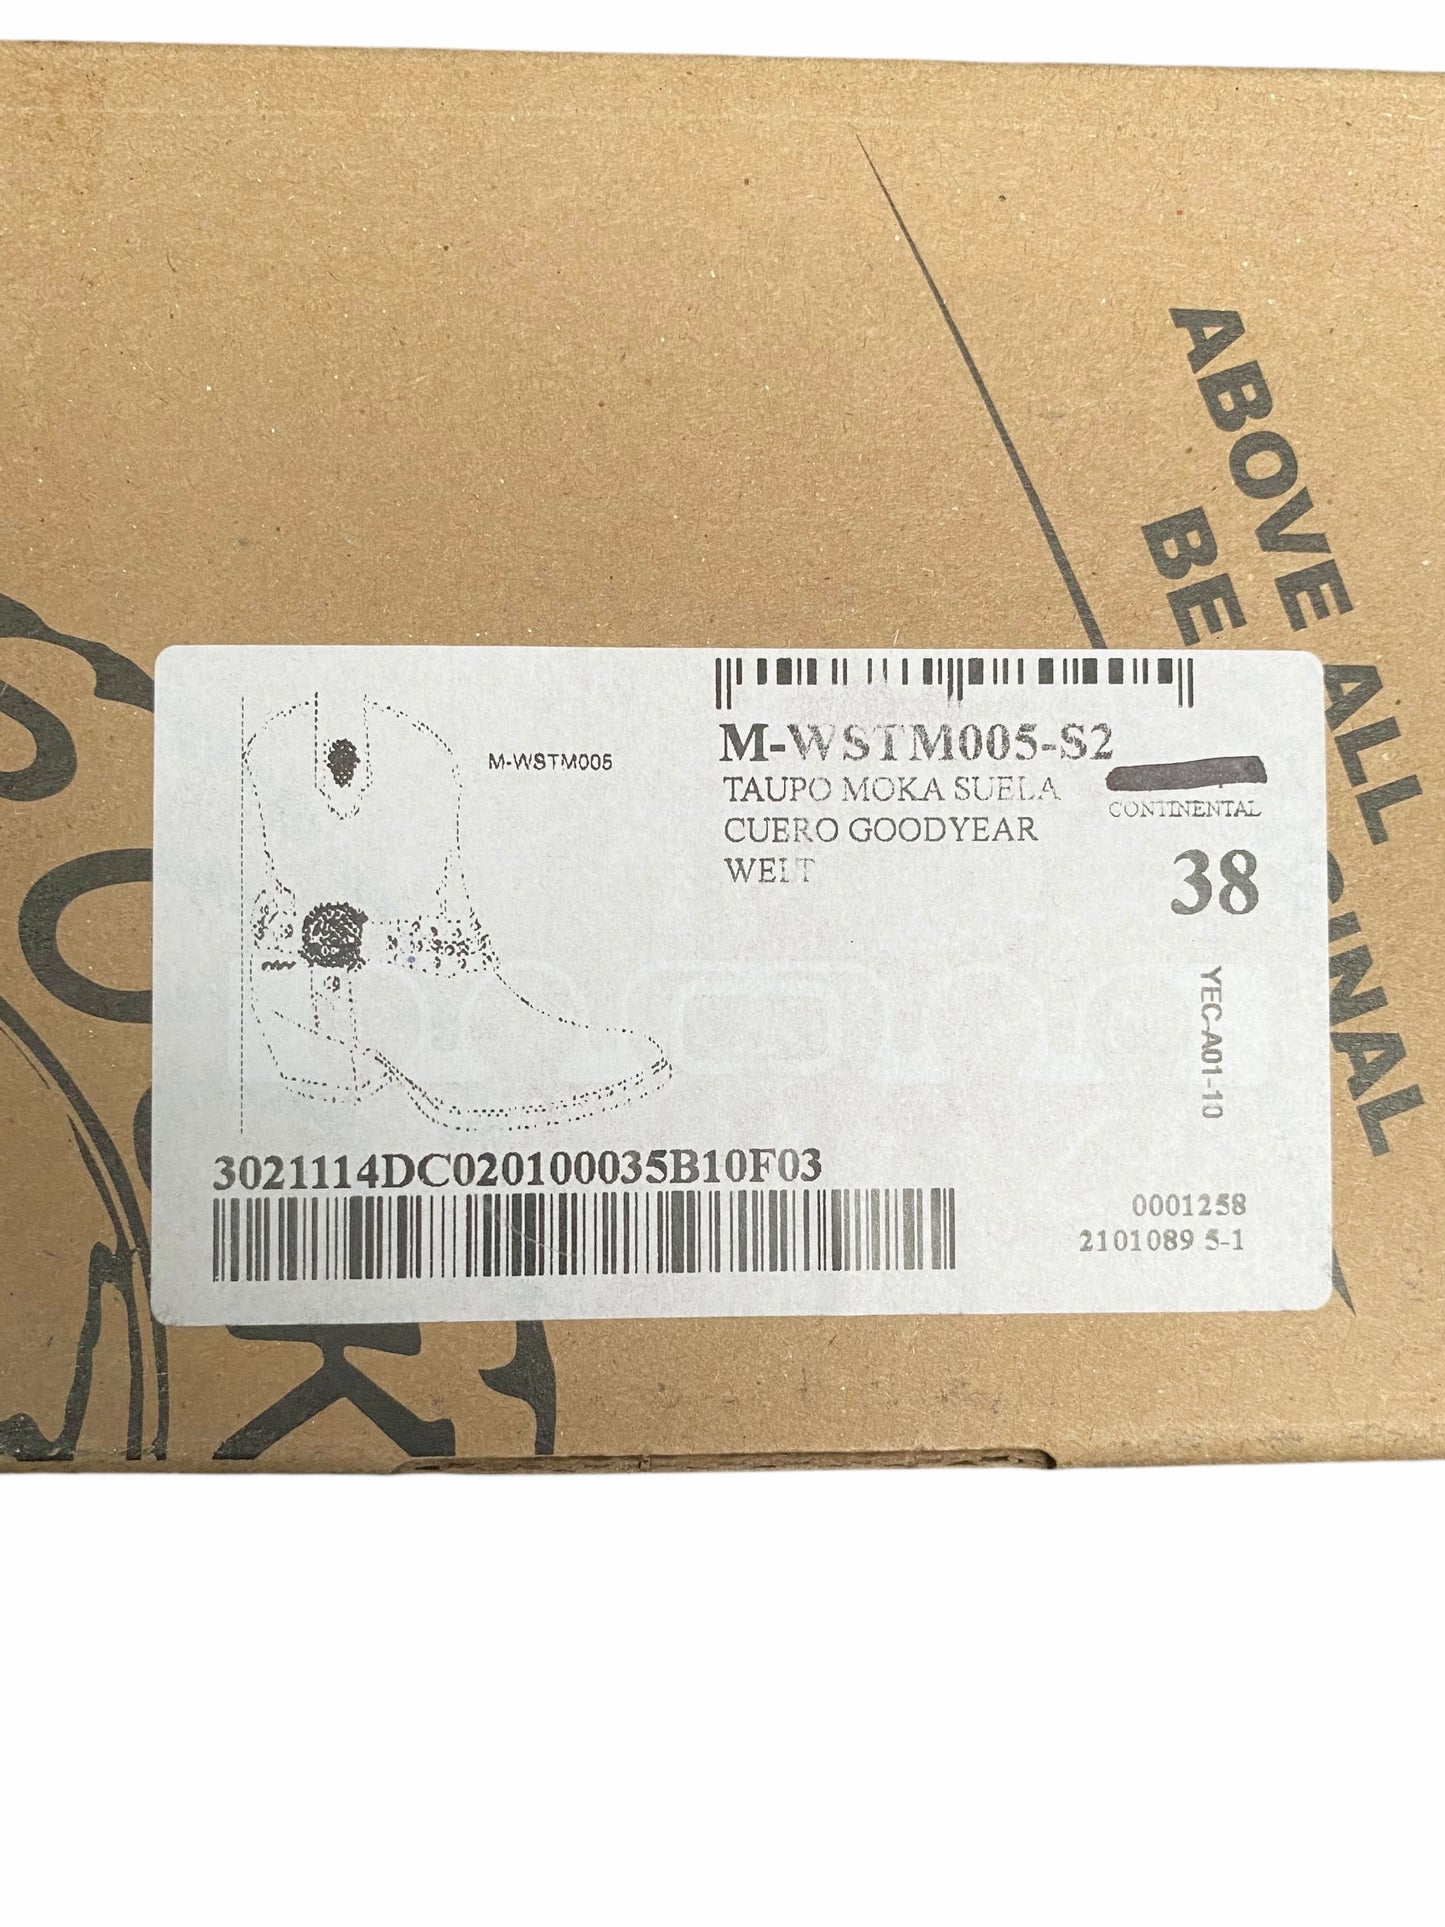 ABOVE ALL
BE
M-WSTM005
M-WSTM005-S2
TAUPO MOKA SUELA
CUERO GOODYEAR
WELT
CONTINENTAL
38
YEC-A01-10
3021114DC020100035B10F03
0001258
2101089 5-1